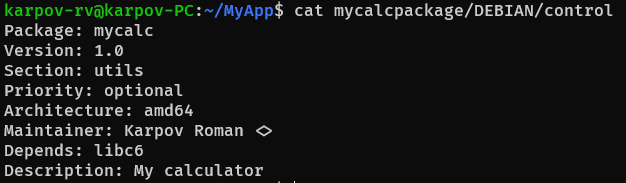 karpov-rv@karpov-PC:~/MyApp$ cat mycalcpackage/DEBIAN/control
Package: mycalc
Version: 1.0
Section: utils
Priority: optional
Architecture: amd64
Maintainer: Karpov Roman <>
Depends: libc6
Description: My calculator